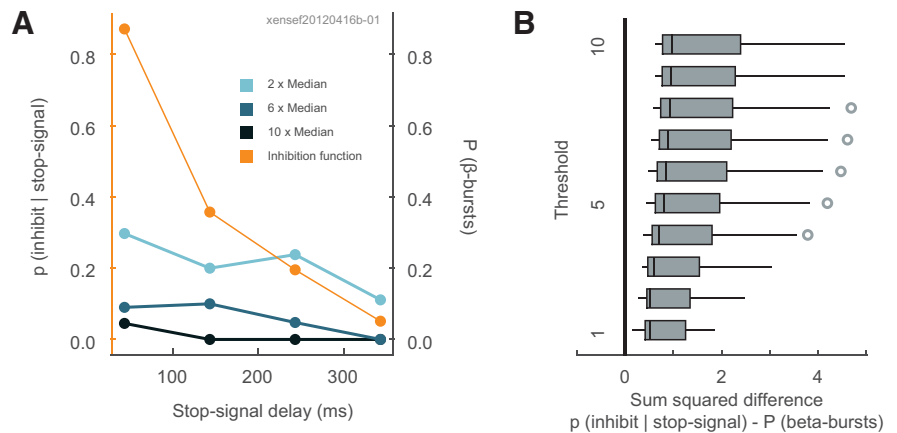 A
xensef20120416b-01
p (inhibit | stop-signal)
0.8
0.6
0.4
0.2
0.0
2 x Median
6 x Median
10 x Median
Inhibition function
0.8
0.6
0.4
0.2
0.0
P (β-bursts)
100
200
300
Stop-signal delay (ms)
B
Threshold
10
5
1
0
2
4
Sum squared difference
p (inhibit | stop-signal) - P (beta-bursts)